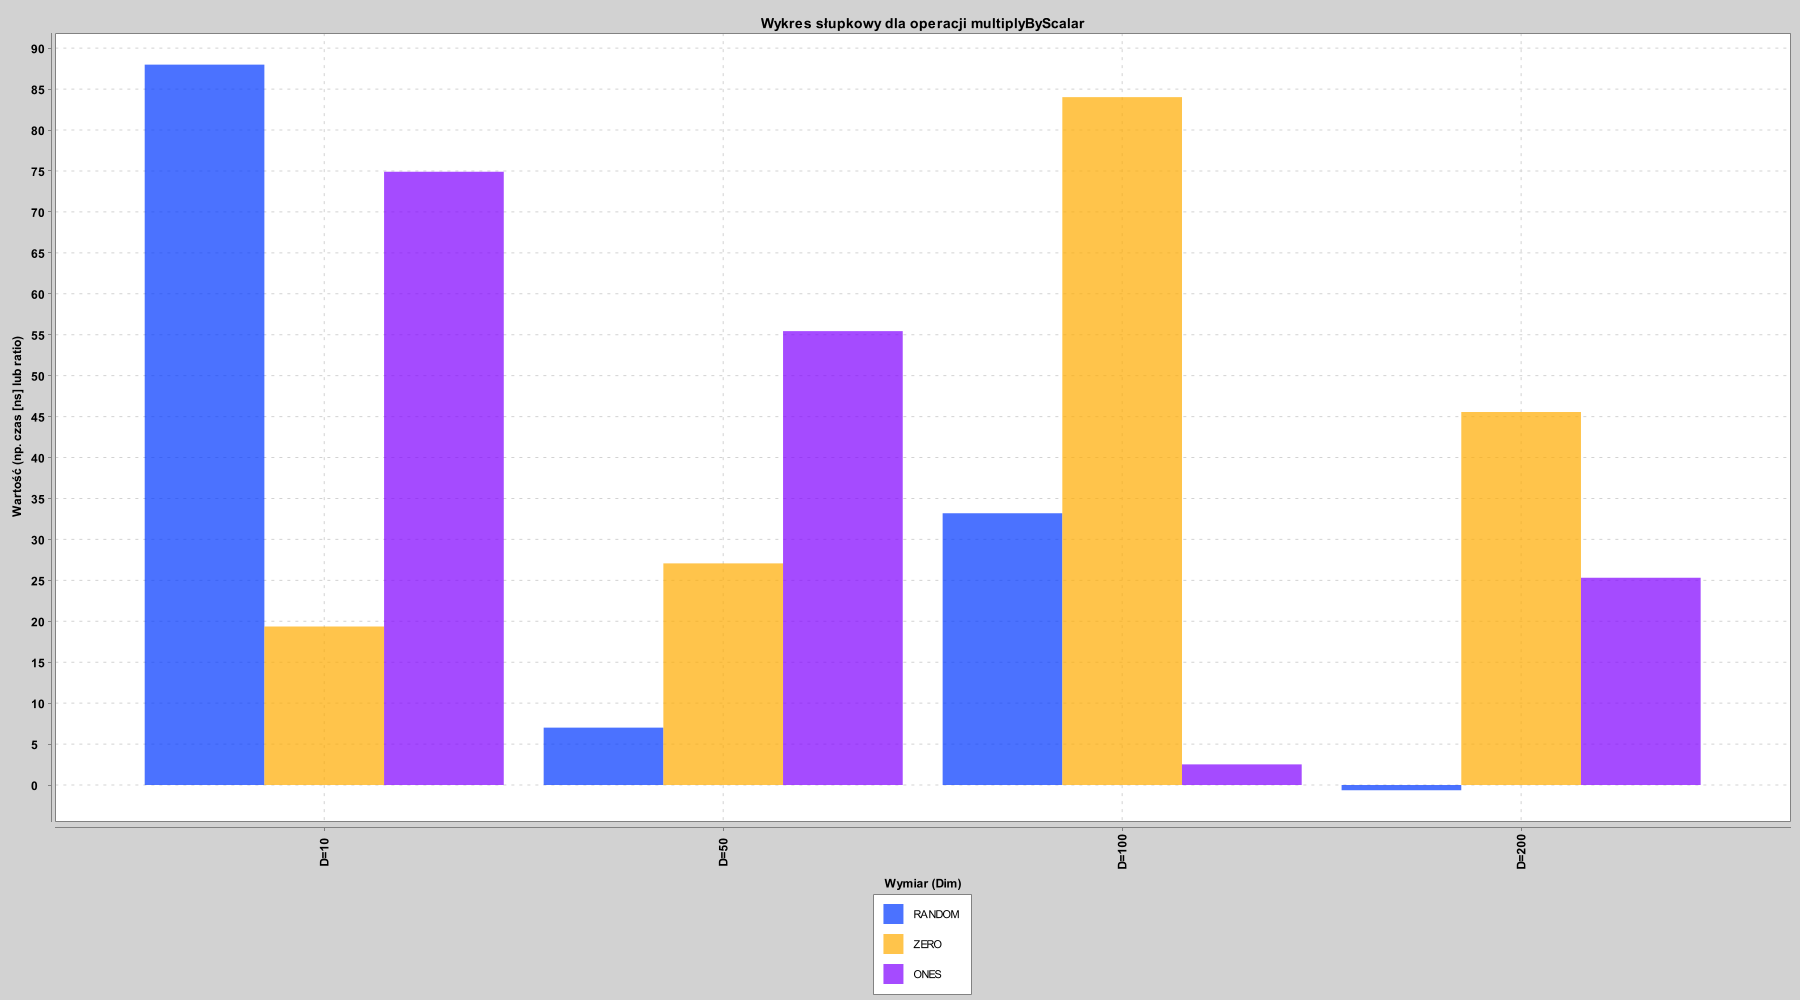 Wykres słupkowy dla operacji multiplyByScalar
Wartość (np. czas [ns] lub ratio)
90
85
80
75
70
65
60
55
50
45
40
35
30
25
20
15
10
5
0
D=10
D=50
D=100
D=200
Wymiar (Dim)
RANDOM
ZERO
ONES